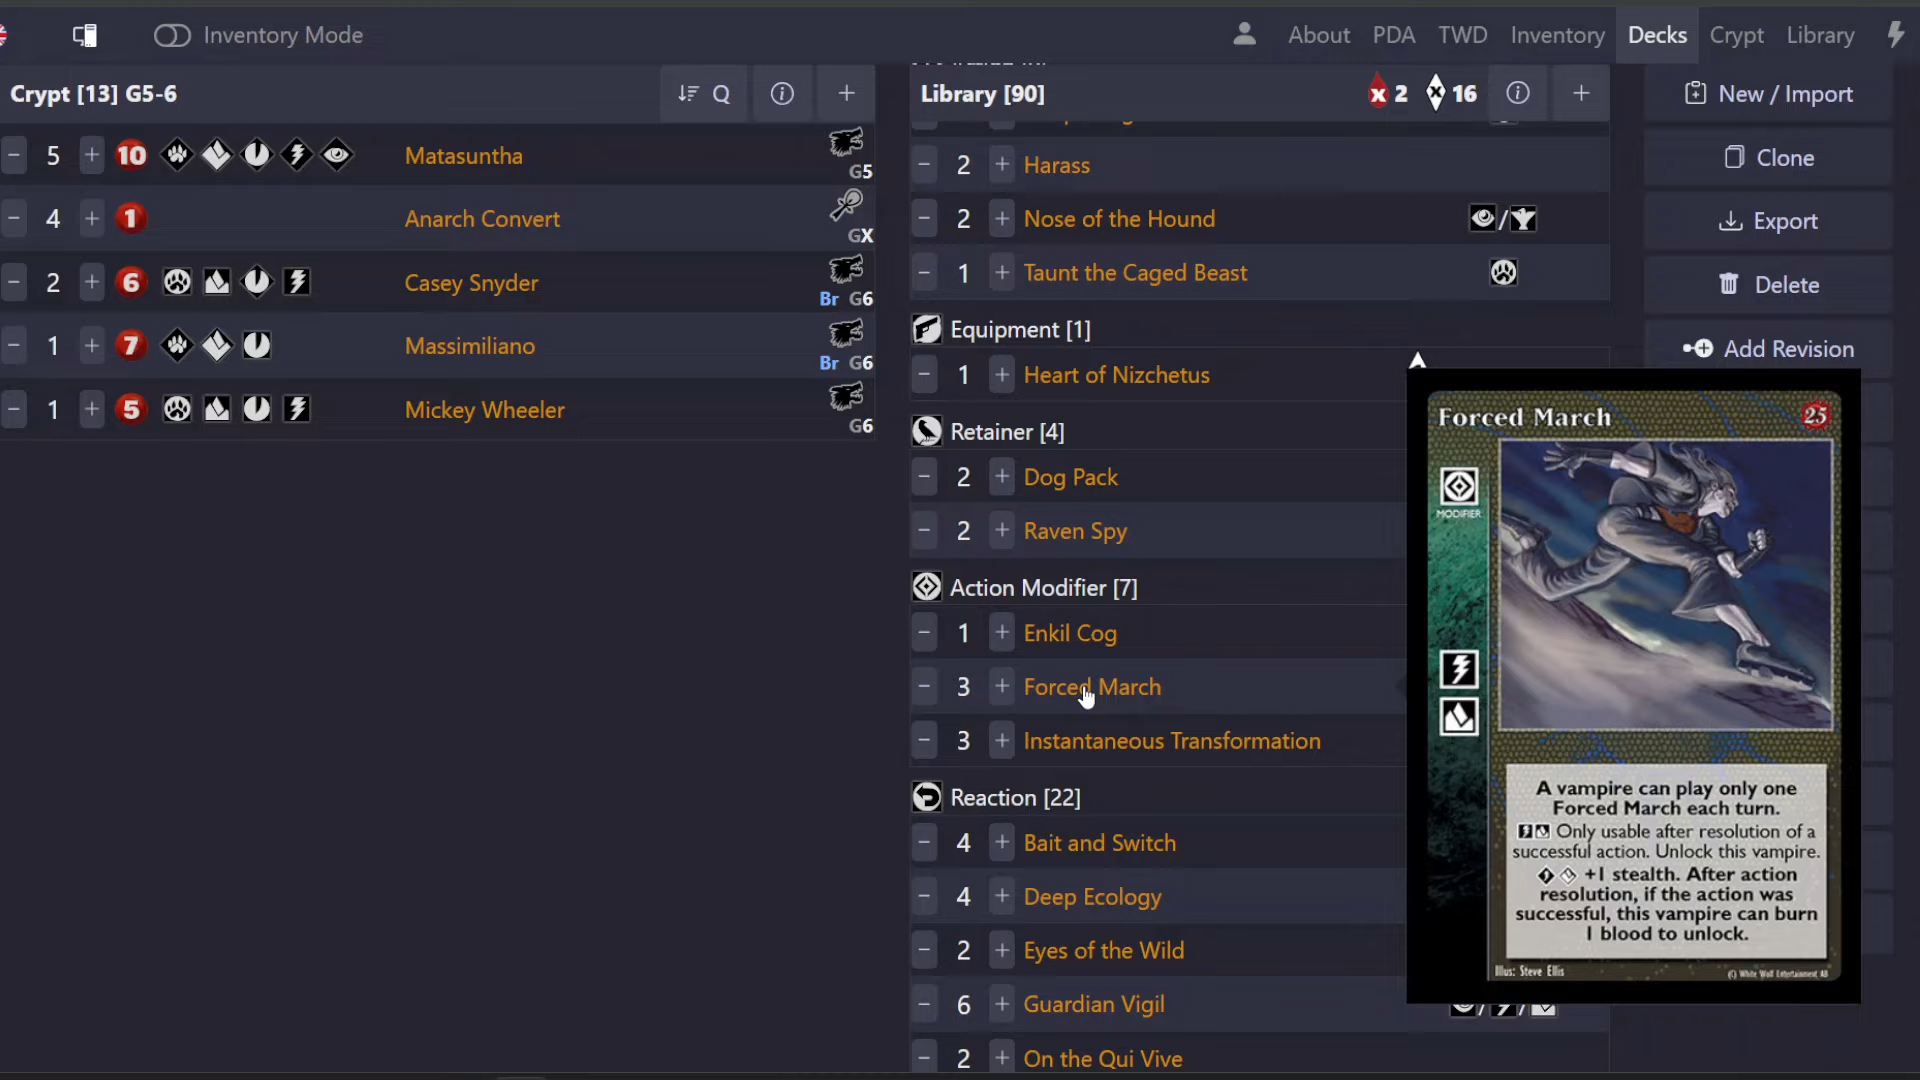 Inventory Mode
About PDA TWD Inventory Decks Crypt Library
Crypt [13] G5-6 Q
5 10 Matasuntha G5
4 1 Anarch Convert GX
2 6 Casey Snyder Br G6
1 7 Massimiliano Br G6
1 5 Mickey Wheeler G6
Library [90] x 2 x 16
2 Harass
2 Nose of the Hound /
1 Taunt the Caged Beast
Equipment [1]
1 Heart of Nizchetus
Retainer [4]
2 Dog Pack
2 Raven Spy
Action Modifier [7]
1 Enkil Cog
3 Forced March
3 Instantaneous Transformation
Reaction [22]
4 Bait and Switch
4 Deep Ecology
2 Eyes of the Wild
6 Guardian Vigil
2 On the Qui Vive
New / Import
Clone
Export
Delete
Add Revision
Forced March 25
MODIFIER
A vampire can play only one
Forced March each turn.
Only usable after resolution of a
successful action. Unlock this vampire.
+1 stealth. After action
resolution, if the action was
successful, this vampire can burn
1 blood to unlock.
Illus: Steve Ellis
(C) White Wolf Entertainment AB